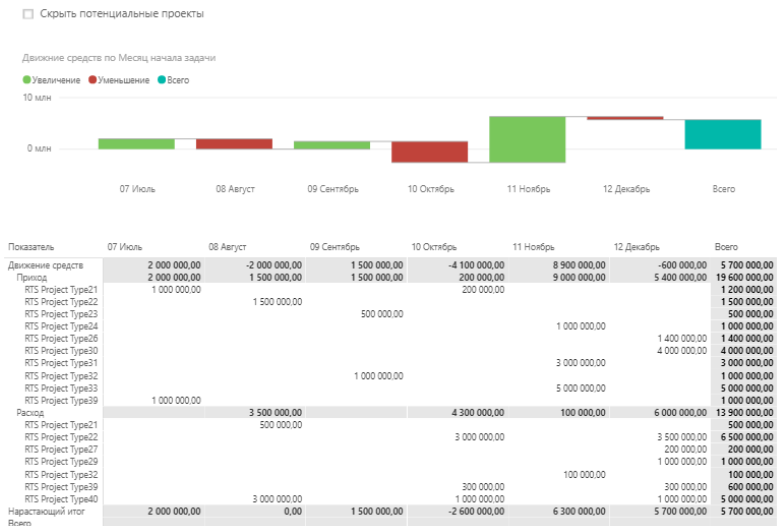 Скрыть потенциальные проекты
Движние средств по Месяц начала задачи
Увеличение Уменьшение Всего
10 млн
0 млн
07 Июль 08 Август 09 Сентябрь 10 Октябрь 11 Ноябрь 12 Декабрь Всего
Показатель 07 Июль 08 Август 09 Сентябрь 10 Октябрь 11 Ноябрь 12 Декабрь Всего
Движение средств 2 000 000,00 -2 000 000,00 1 500 000,00 -4 100 000,00 8 900 000,00 -600 000,00 5 700 000,00
Приход 2 000 000,00 1 500 000,00 1 500 000,00 200 000,00 9 000 000,00 5 400 000,00 19 600 000,00
RTS Project Type21 1 000 000,00 200 000,00 1 200 000,00
RTS Project Type22 1 500 000,00 1 500 000,00
RTS Project Type23 500 000,00 500 000,00
RTS Project Type24 1 000 000,00 1 000 000,00
RTS Project Type26 1 400 000,00 1 400 000,00
RTS Project Type30 4 000 000,00 4 000 000,00
RTS Project Type31 3 000 000,00 3 000 000,00
RTS Project Type32 1 000 000,00 1 000 000,00
RTS Project Type33 5 000 000,00 5 000 000,00
RTS Project Type39 1 000 000,00 1 000 000,00
Расход 3 500 000,00 4 300 000,00 100 000,00 6 000 000,00 13 900 000,00
RTS Project Type21 500 000,00 500 000,00
RTS Project Type22 3 000 000,00 3 500 000,00 6 500 000,00
RTS Project Type27 200 000,00 200 000,00
RTS Project Type29 1 000 000,00 1 000 000,00
RTS Project Type32 100 000,00 100 000,00
RTS Project Type39 300 000,00 300 000,00 600 000,00
RTS Project Type40 3 000 000,00 1 000 000,00 1 000 000,00 5 000 000,00
Нарастающий итог 2 000 000,00 0,00 1 500 000,00 -2 600 000,00 6 300 000,00 5 700 000,00 5 700 000,00
Всего